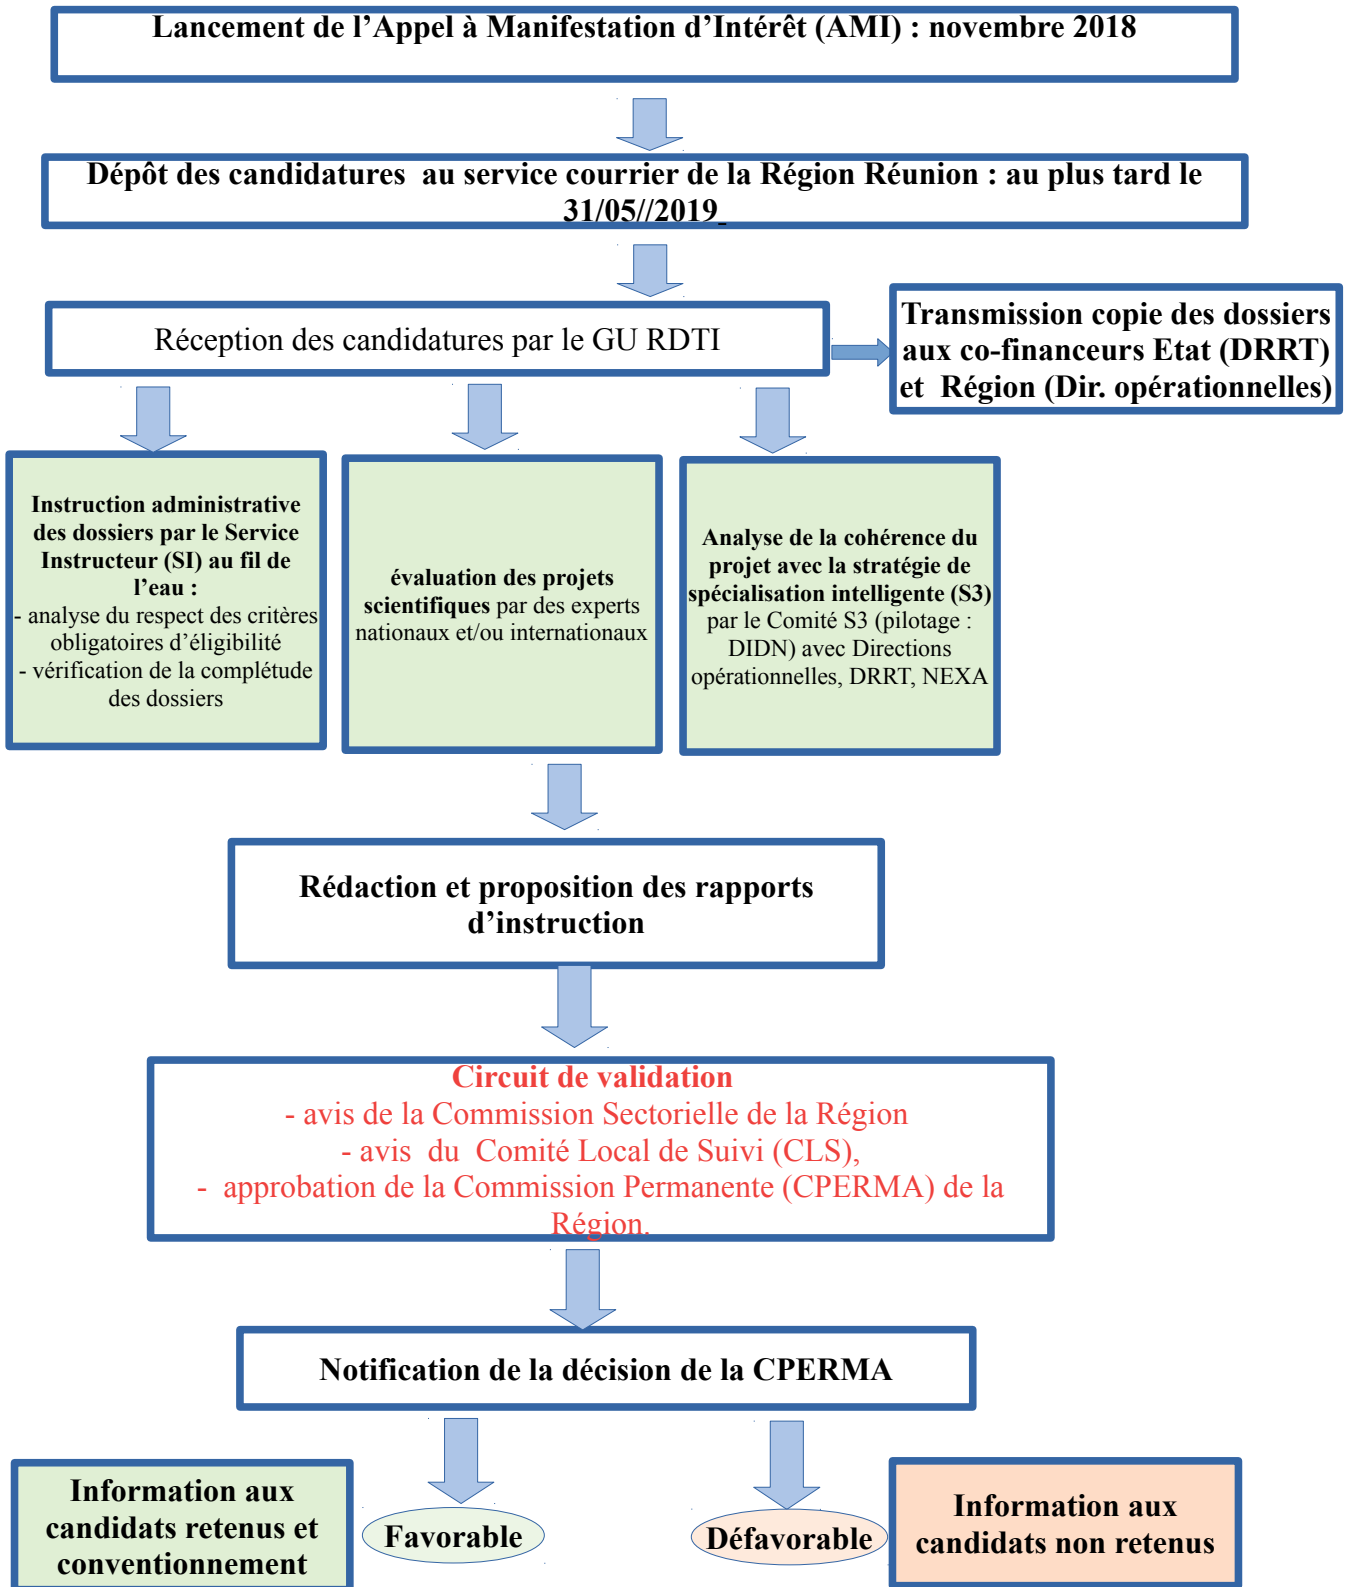 Lancement de l’Appel à Manifestation d’Intérêt (AMI) : novembre 2018
Dépôt des candidatures au service courrier de la Région Réunion : au plus tard le
31/05//2019
Réception des candidatures par le GU RDTI
Transmission copie des dossiers
aux co-financeurs Etat (DRRT)
et Région (Dir. opérationnelles)
Instruction administrative
des dossiers par le Service
Instructeur (SI) au fil de
l’eau :
- analyse du respect des critères
obligatoires d’éligibilité
- vérification de la complétude
des dossiers
évaluation des projets
scientifiques par des experts
nationaux et/ou internationaux
Analyse de la cohérence du
projet avec la stratégie de
spécialisation intelligente (S3)
par le Comité S3 (pilotage :
DIDN) avec Directions
opérationnelles, DRRT, NEXA
Rédaction et proposition des rapports
d’instruction
Circuit de validation
- avis de la Commission Sectorielle de la Région
- avis du Comité Local de Suivi (CLS),
- approbation de la Commission Permanente (CPERMA) de la
Région.
Notification de la décision de la CPERMA
Information aux
candidats retenus et
conventionnement
Favorable
Défavorable
Information aux
candidats non retenus